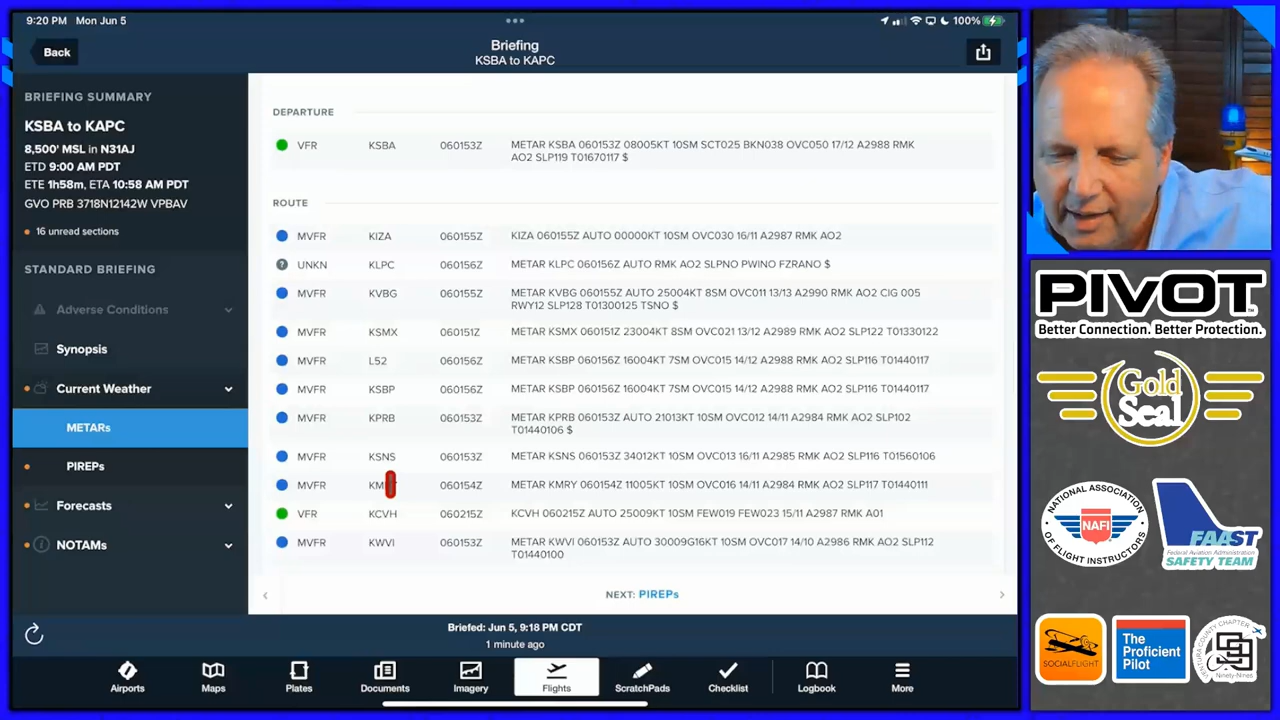 9:20 PM Mon Jun 5
100%
Back
Briefing
KSBA to KAPC
BRIEFING SUMMARY
KSBA to KAPC
8,500' MSL in N31AJ
ETD 9:00 AM PDT
ETE 1h58m, ETA 10:58 AM PDT
GVO PRB 3718N12142W VPBAV
16 unread sections
STANDARD BRIEFING
Adverse Conditions
Synopsis
Current Weather
METARs
PIREPs
Forecasts
NOTAMs
DEPARTURE
VFR KSBA 060153Z METAR KSBA 060153Z 08005KT 10SM SCT025 BKN038 OVC050 17/12 A2988 RMK
AO2 SLP119 T01670117 $
ROUTE
MVFR KIZA 060155Z KIZA 060155Z AUTO 00000KT 10SM OVC030 16/11 A2987 RMK AO2
UNKN KLPC 060156Z METAR KLPC 060156Z AUTO RMK AO2 SLPNO PWINO FZRANO $
MVFR KVBG 060155Z METAR KVBG 060155Z 25004KT 8SM OVC011 13/13 A2990 RMK AO2 CIG 005
RWY12 SLP128 T01300125 TSNO $
MVFR KSMX 060151Z METAR KSMX 060151Z 23004KT 8SM OVC021 13/12 A2989 RMK AO2 SLP122 T01330122
MVFR L52 060156Z METAR KSBP 060156Z 16004KT 7SM OVC015 14/12 A2988 RMK AO2 SLP116 T01440117
MVFR KSBP 060156Z METAR KSBP 060156Z 16004KT 7SM OVC015 14/12 A2988 RMK AO2 SLP116 T01440117
MVFR KPRB 060153Z METAR KPRB 060153Z AUTO 21013KT 10SM OVC012 14/11 A2984 RMK AO2 SLP102
T01440106 $
MVFR KSNS 060153Z METAR KSNS 060153Z 34012KT 10SM OVC013 16/11 A2985 RMK AO2 SLP116 T01560106
MVFR KM 060154Z METAR KMRY 060154Z 11005KT 10SM OVC016 14/11 A2984 RMK AO2 SLP117 T01440111
VFR KCVH 060215Z KCVH 060215Z AUTO 25009KT 10SM FEW019 FEW023 15/11 A2987 RMK A01
MVFR KWVI 060153Z METAR KWVI 060153Z AUTO 30009G16KT 10SM OVC017 14/10 A2986 RMK AO2 SLP112
T01440100
NEXT: PIREPs
Briefed: Jun 5, 9:18 PM CDT
1 minute ago
Airports Maps Plates Documents Imagery Flights ScratchPads Checklist Logbook More
PIVOT
Better Connection. Better Protection.
Gold
Seal
NATIONAL ASSOCIATION
NAFI
OF FLIGHT INSTRUCTORS
FAAST
Federal Aviation Administration
SAFETY TEAM
SOCIALFLIGHT
The
Proficient
Pilot
VENTURA COUNTY CHAPTER
99
Ninety-Nines